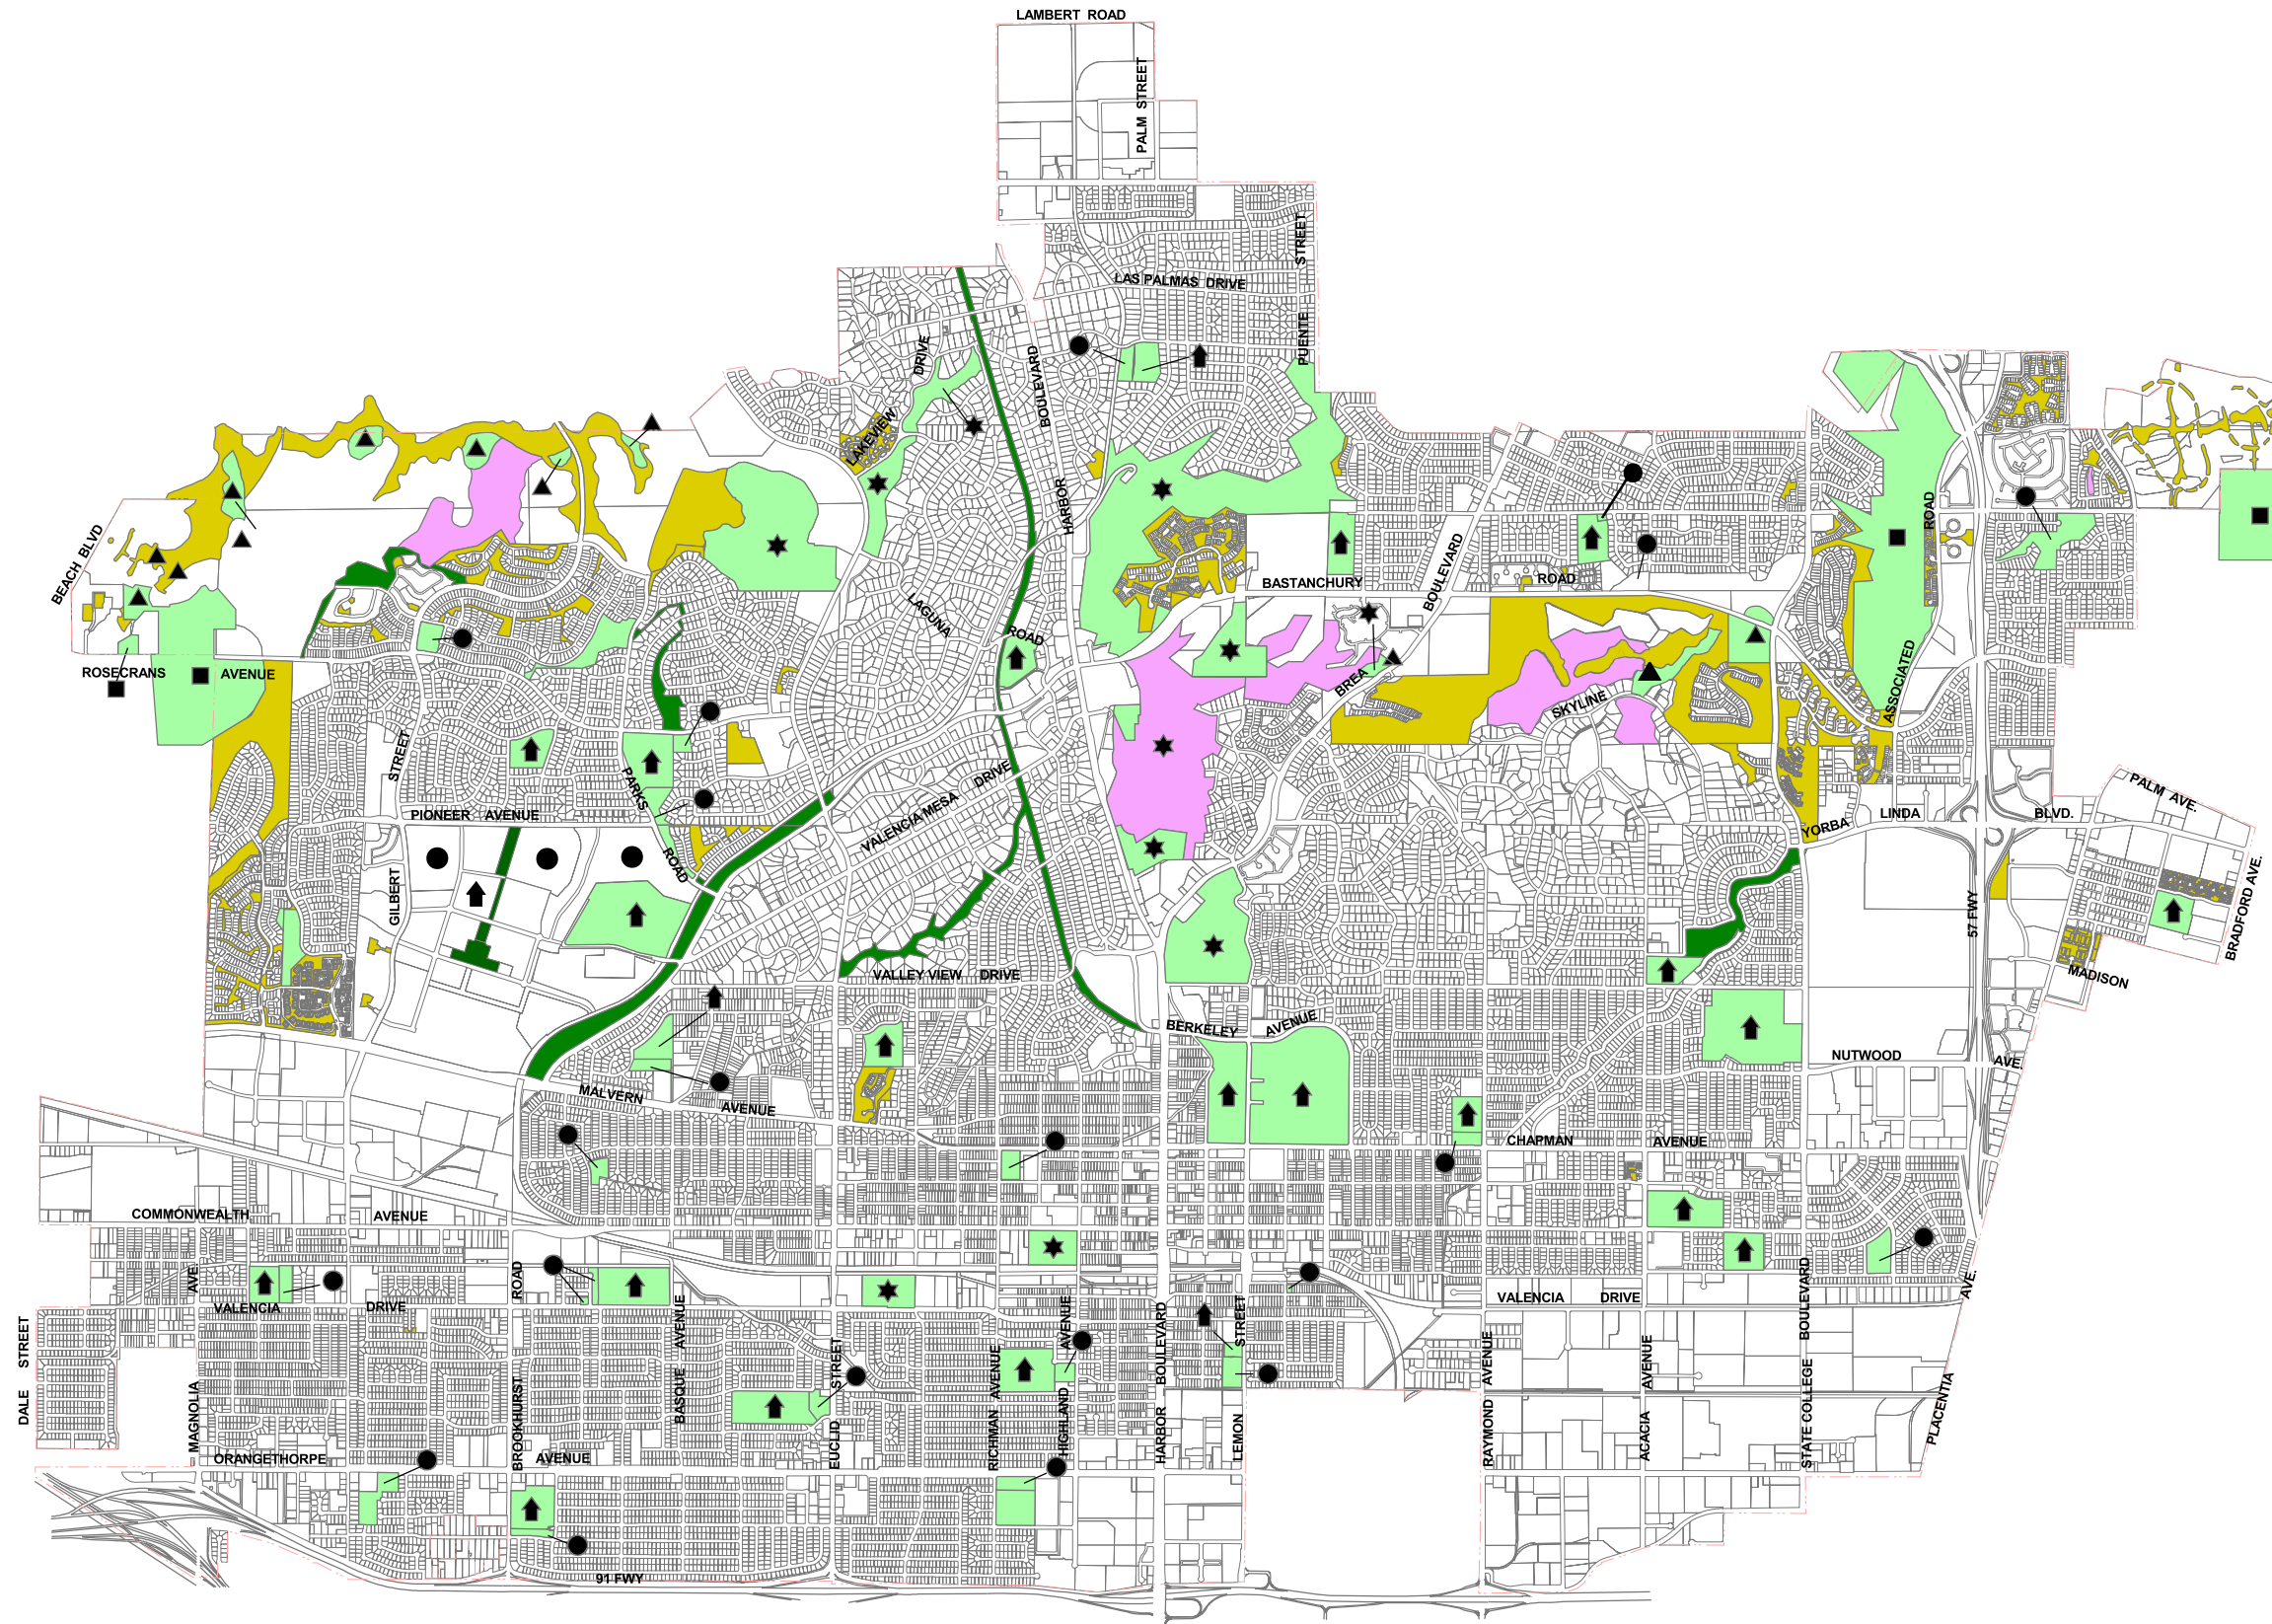 LAMBERT ROAD
PALM STREET
PUENTE STREET
LAS PALMAS DRIVE
HARBOR BOULEVARD
LAKEVIEW DRIVE
BEACH BLVD
LAGUNA ROAD
BASTANCHURY ROAD
BREA BOULEVARD
ASSOCIATED ROAD
ROSECRANS AVENUE
SKYLINE
PARKS ROAD
GILBERT STREET
PIONEER AVENUE
VALENCIA MESA DRIVE
YORBA LINDA BLVD.
PALM AVE.
BRADFORD AVE.
57 FWY
MADISON
VALLEY VIEW DRIVE
BERKELEY AVENUE
NUTWOOD AVE.
MALVERN AVENUE
CHAPMAN AVENUE
COMMONWEALTH AVENUE
VALENCIA DRIVE
VALENCIA DRIVE
DALE STREET
MAGNOLIA AVE.
BROOKHURST ROAD
BASQUE AVENUE
EUCLID STREET
RICHMAN AVENUE
HIGHLAND AVENUE
HARBOR BOULEVARD
LEMON STREET
RAYMOND AVENUE
ACACIA AVENUE
STATE COLLEGE BOULEVARD
PLACENTIA AVE.
ORANGETHORPE AVENUE
91 FWY